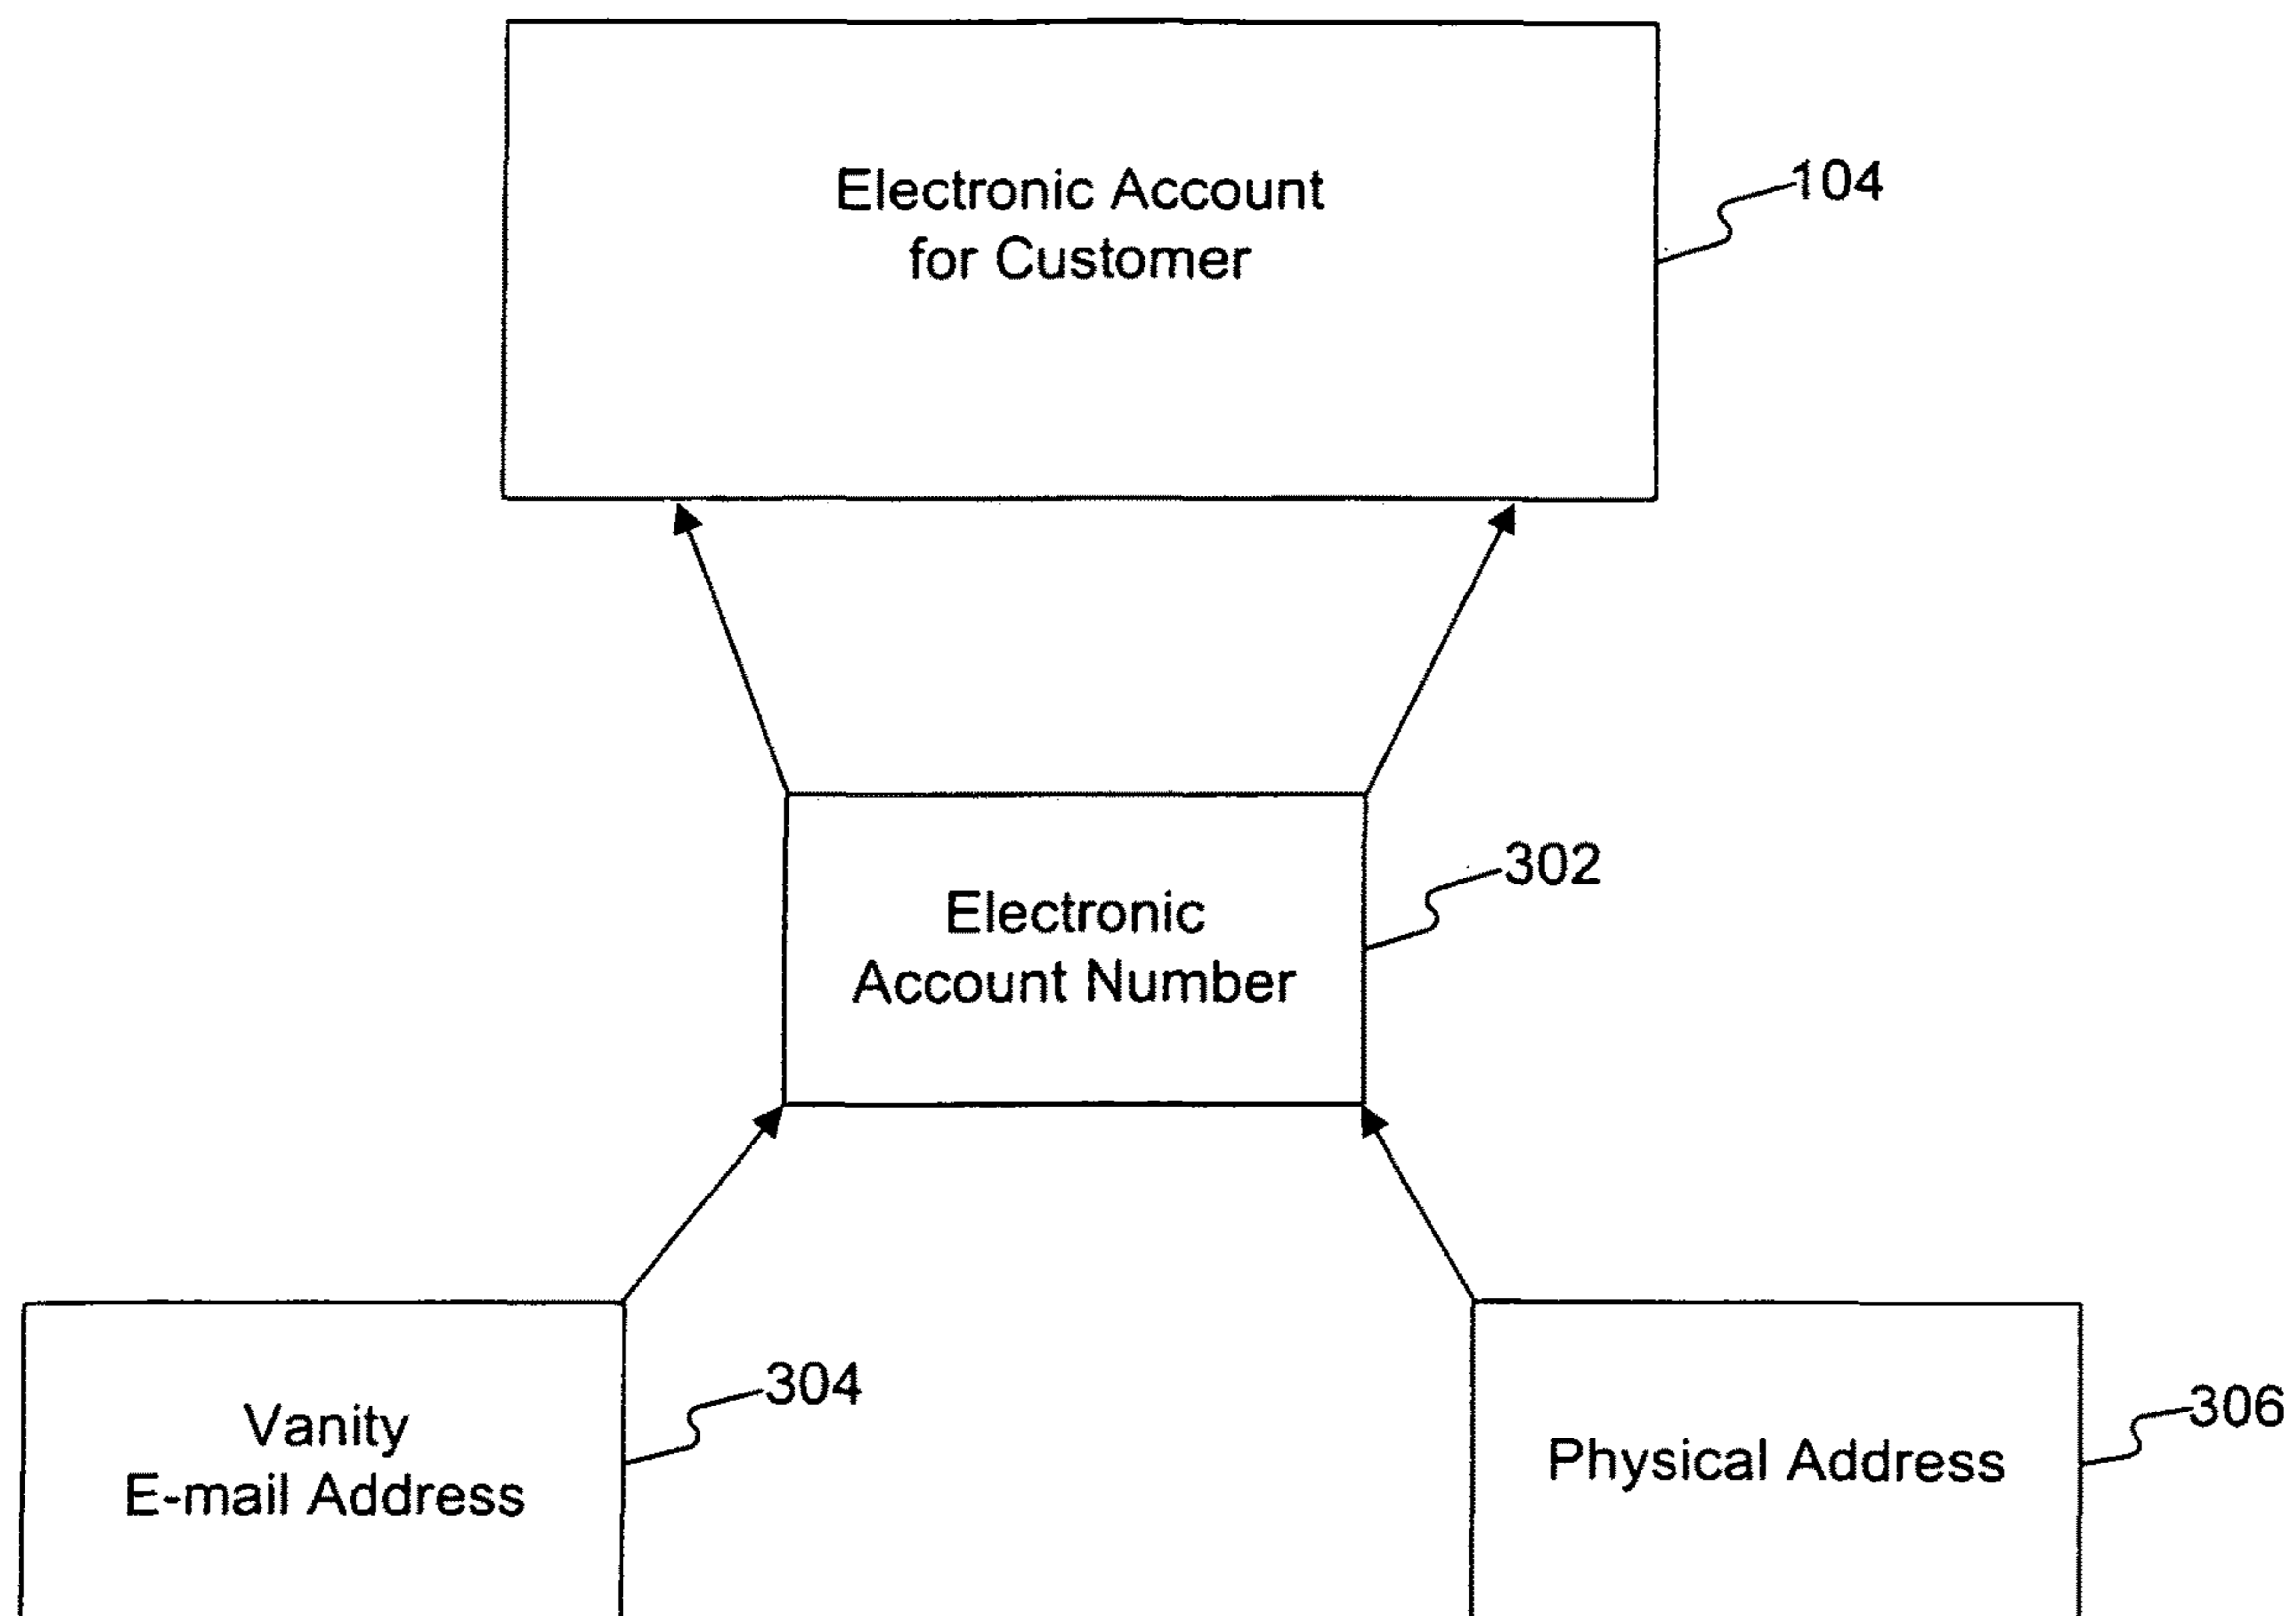 Electronic Account
for Customer
104
Electronic
Account Number
302
Vanity
E-mail Address
304
Physical Address
306